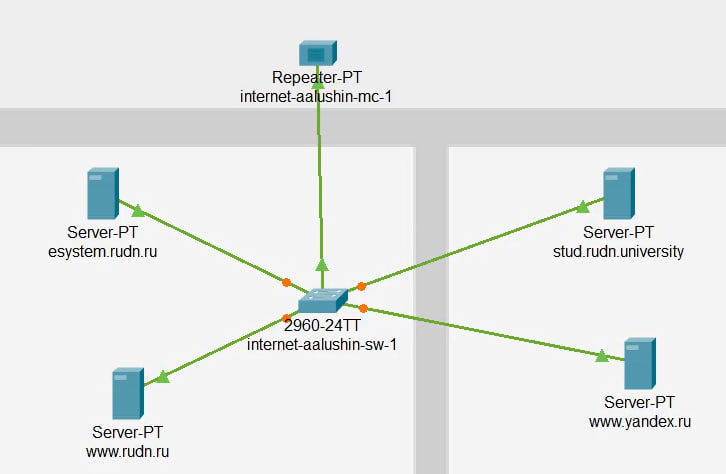 Repeater-PT
internet-aalushin-mc-1
Server-PT
esystem.rudn.ru
Server-PT
stud.rudn.university
2960-24TT
internet-aalushin-sw-1
Server-PT
www.rudn.ru
Server-PT
www.yandex.ru